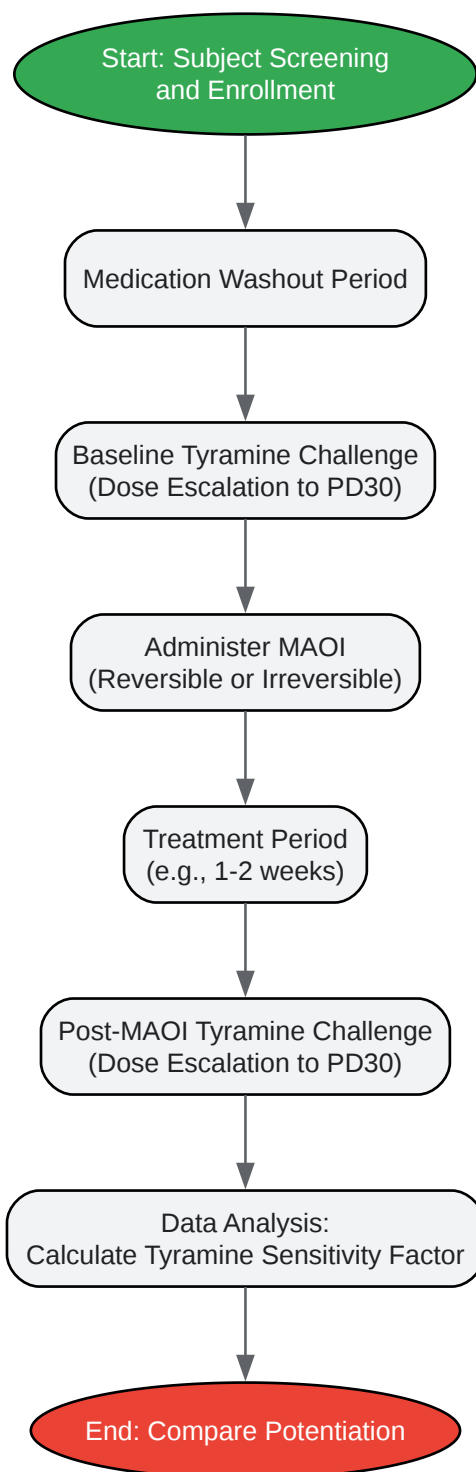 Start: Subject Screening
and Enrollment
Medication Washout Period
Baseline Tyramine Challenge
(Dose Escalation to PD30)
Administer MAOI
(Reversible or Irreversible)
Treatment Period
(e.g., 1-2 weeks)
Post-MAOI Tyramine Challenge
(Dose Escalation to PD30)
Data Analysis:
Calculate Tyramine Sensitivity Factor
End: Compare Potentiation